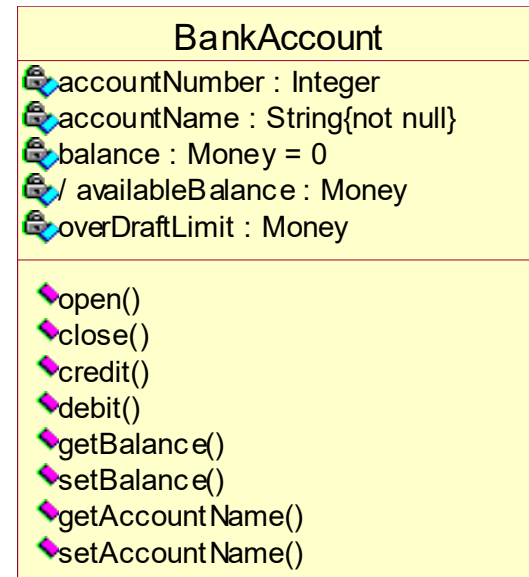 BankAccount
accountNumber : Integer
accountName : String{not null}
balance : Money = 0
/ availableBalance : Money
overDraftLimit : Money
open()
close()
credit()
debit()
getBalance()
setBalance()
getAccountName()
setAccountName()